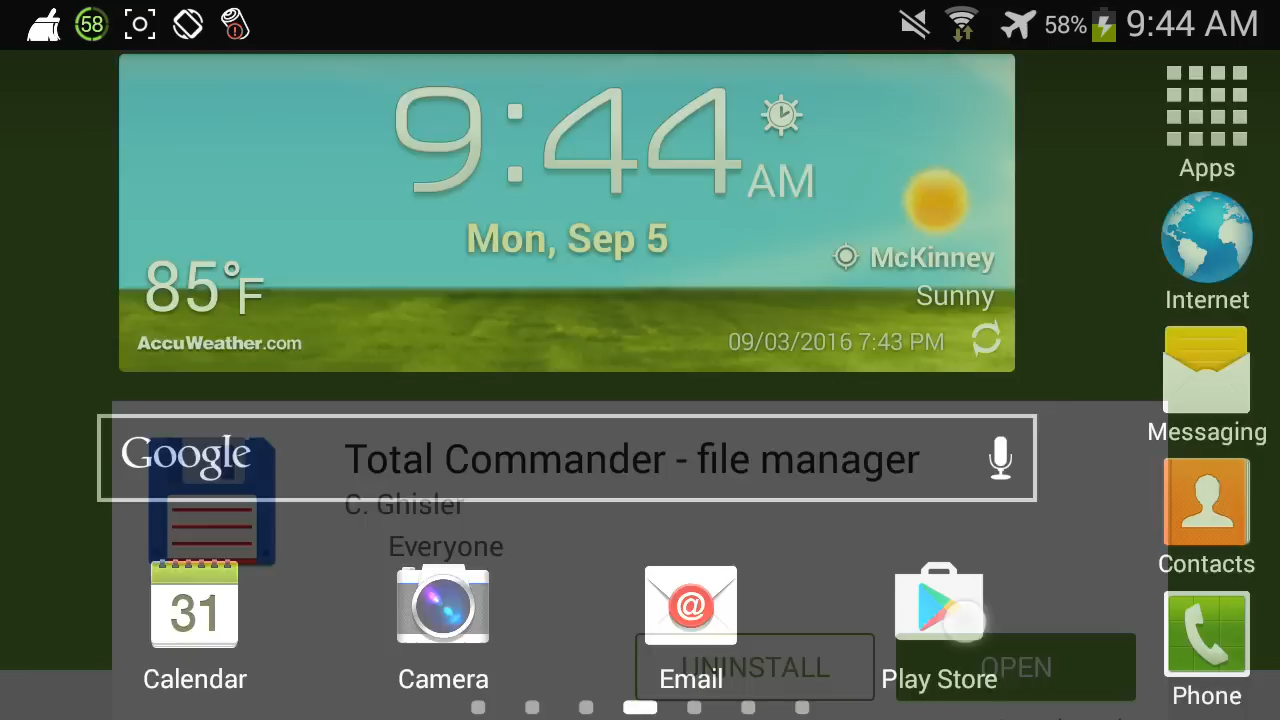 58
58%
9:44 AM
9:44
AM
Mon, Sep 5
85°F
McKinney
Sunny
AccuWeather.com
09/03/2016 7:43 PM
Apps
Internet
Messaging
Contacts
Phone
Google
Total Commander - file manager
C. Ghisler
Everyone
UNINSTALL
OPEN
31
@
Calendar
Camera
Email
Play Store